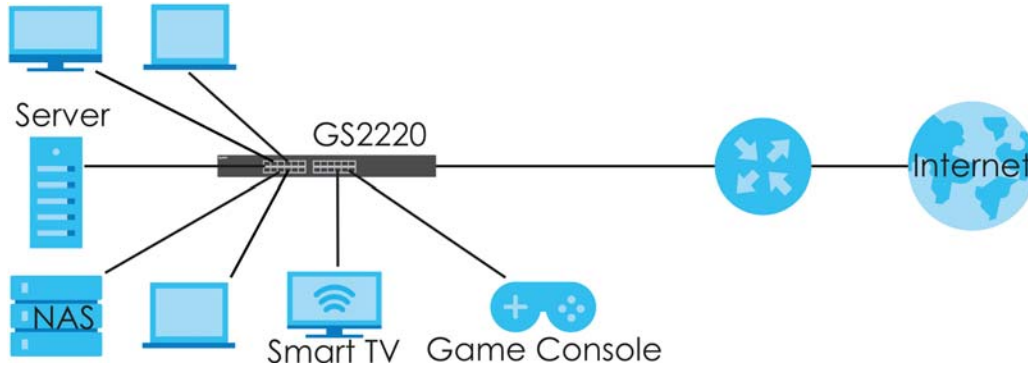 Server
GS2220
Internet
NAS
Smart TV
Game Console